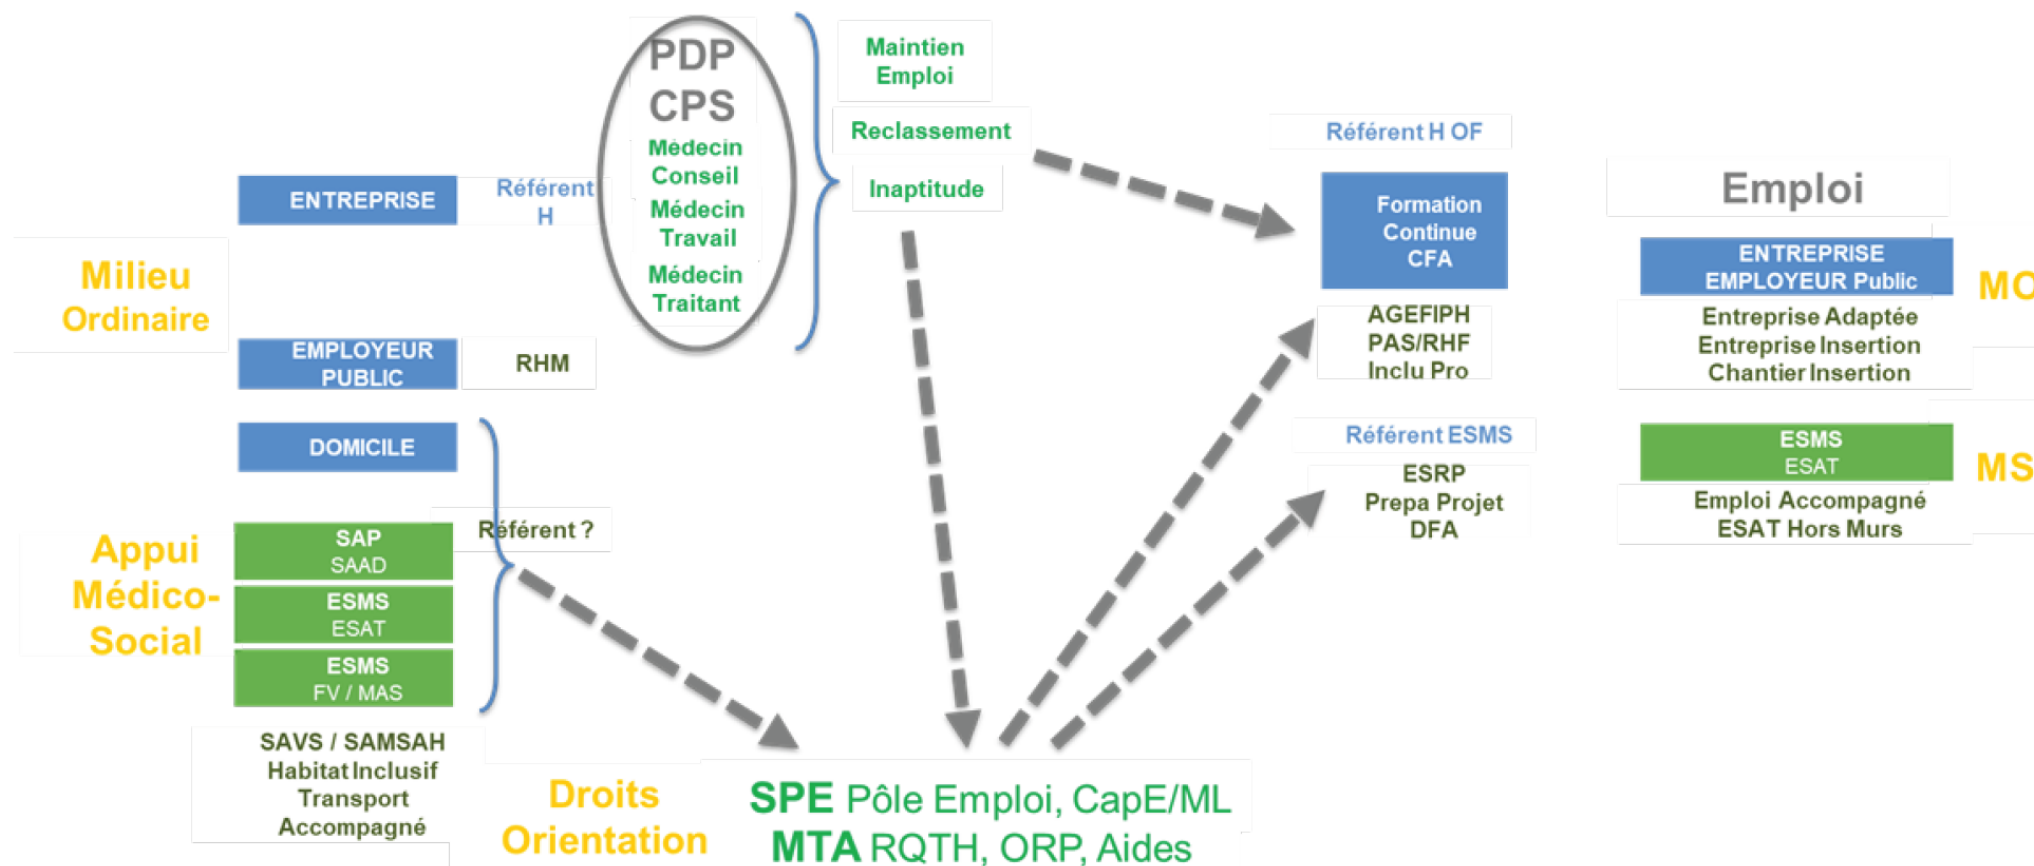 PDP
CPS
Médecin
Conseil
Médecin
Travail
Médecin
Traitant
Maintien
Emploi
Reclassement
Inaptitude
ENTREPRISE
Référent
H
Milieu
Ordinaire
EMPLOYEUR
PUBLIC
RHM
DOMICILE
Référent ?
Appui
Médico-
Social
SAP
SAAD
ESMS
ESAT
ESMS
FV / MAS
SAVS / SAMSAH
Habitat Inclusif
Transport
Accompagné
Droits
Orientation
SPE Pôle Emploi, CapE/ML
MTA RQTH, ORP, Aides
Référent H OF
Formation
Continue
CFA
AGEFIPH
PAS/RHF
Inclu Pro
Référent ESMS
ESRP
Prepa Projet
DFA
Emploi
ENTREPRISE
EMPLOYEUR Public
MO
Entreprise Adaptée
Entreprise Insertion
Chantier Insertion
ESMS
ESAT
MS
Emploi Accompagné
ESAT Hors Murs